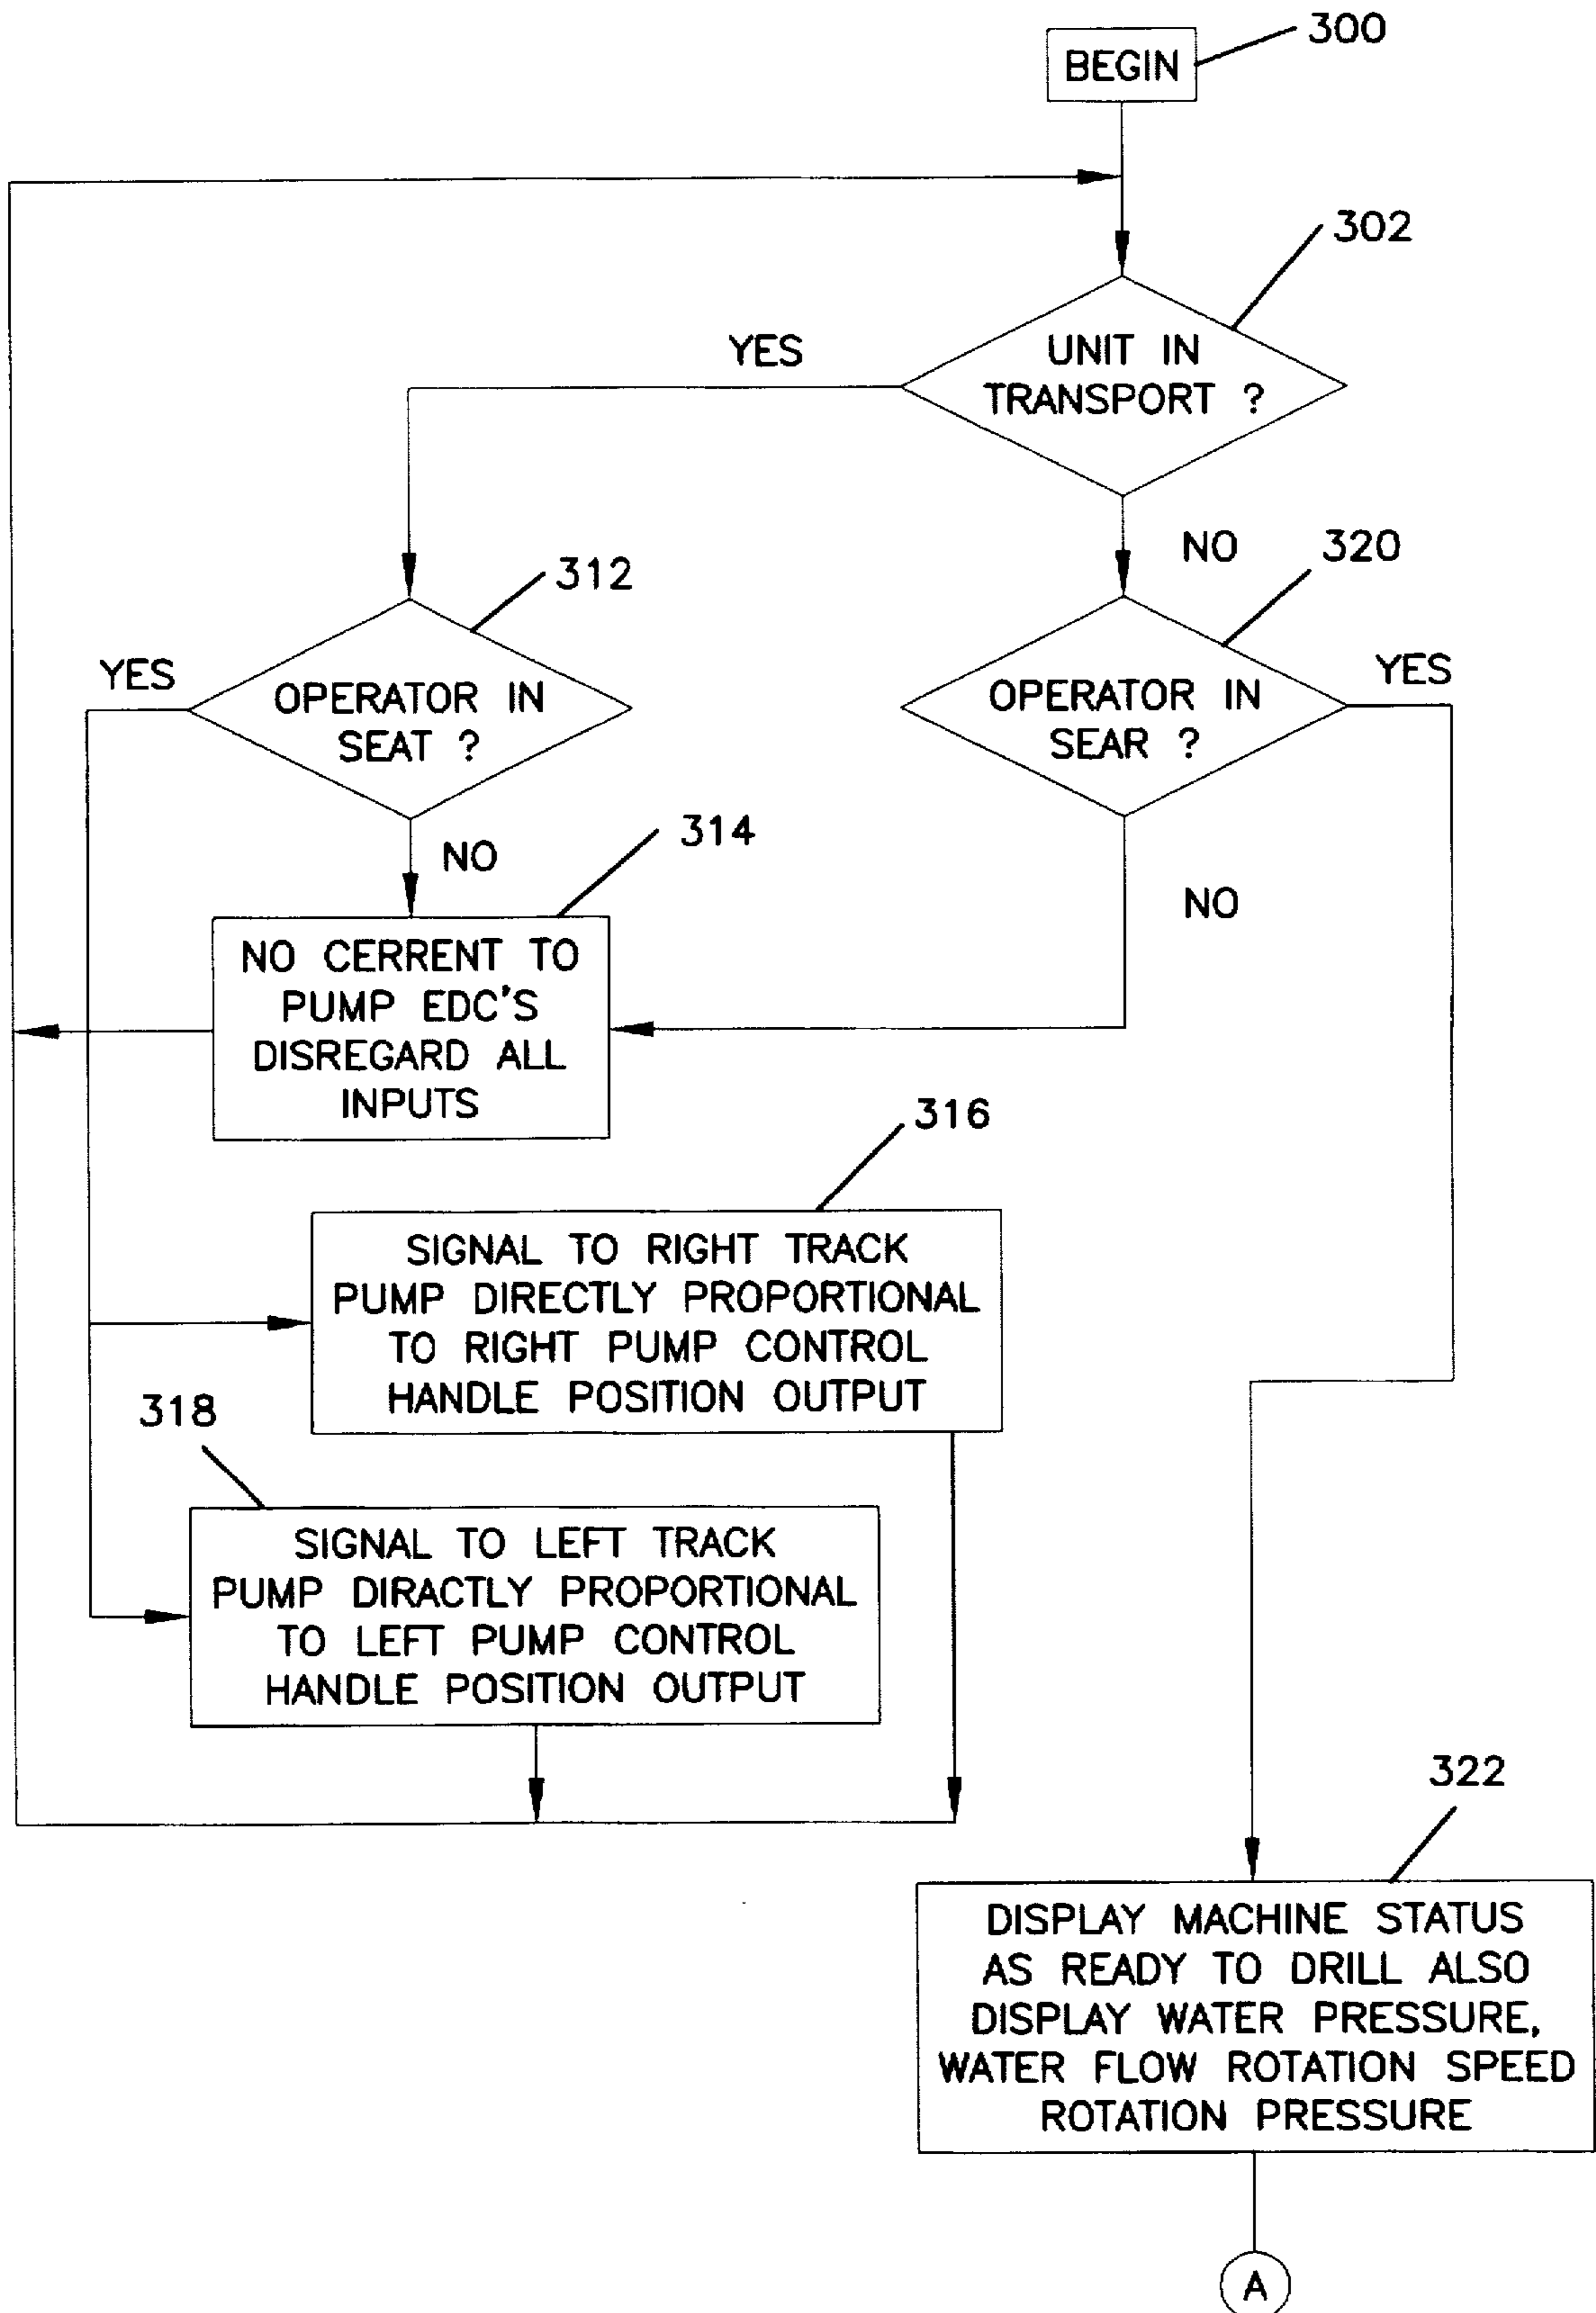 300
BEGIN
302
UNIT IN
TRANSPORT ?
YES
NO
320
312
OPERATOR IN
SEAT ?
YES
NO
OPERATOR IN
SEAR ?
YES
NO
314
NO CERRENT TO
PUMP EDC'S
DISREGARD ALL
INPUTS
316
SIGNAL TO RIGHT TRACK
PUMP DIRECTLY PROPORTIONAL
TO RIGHT PUMP CONTROL
HANDLE POSITION OUTPUT
318
SIGNAL TO LEFT TRACK
PUMP DIRACTLY PROPORTIONAL
TO LEFT PUMP CONTROL
HANDLE POSITION OUTPUT
322
DISPLAY MACHINE STATUS
AS READY TO DRILL ALSO
DISPLAY WATER PRESSURE,
WATER FLOW ROTATION SPEED
ROTATION PRESSURE
A